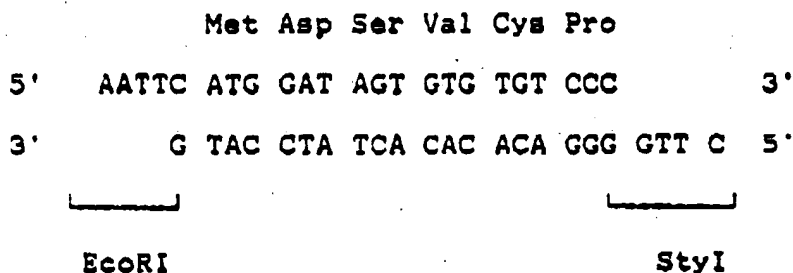 Met Asp Ser Val Cys Pro
5' AATTC ATG GAT AGT GTG TGT CCC 3'
3' G TAC CTA TCA CAC ACA GGG GTT C 5'
EcoRI StyI